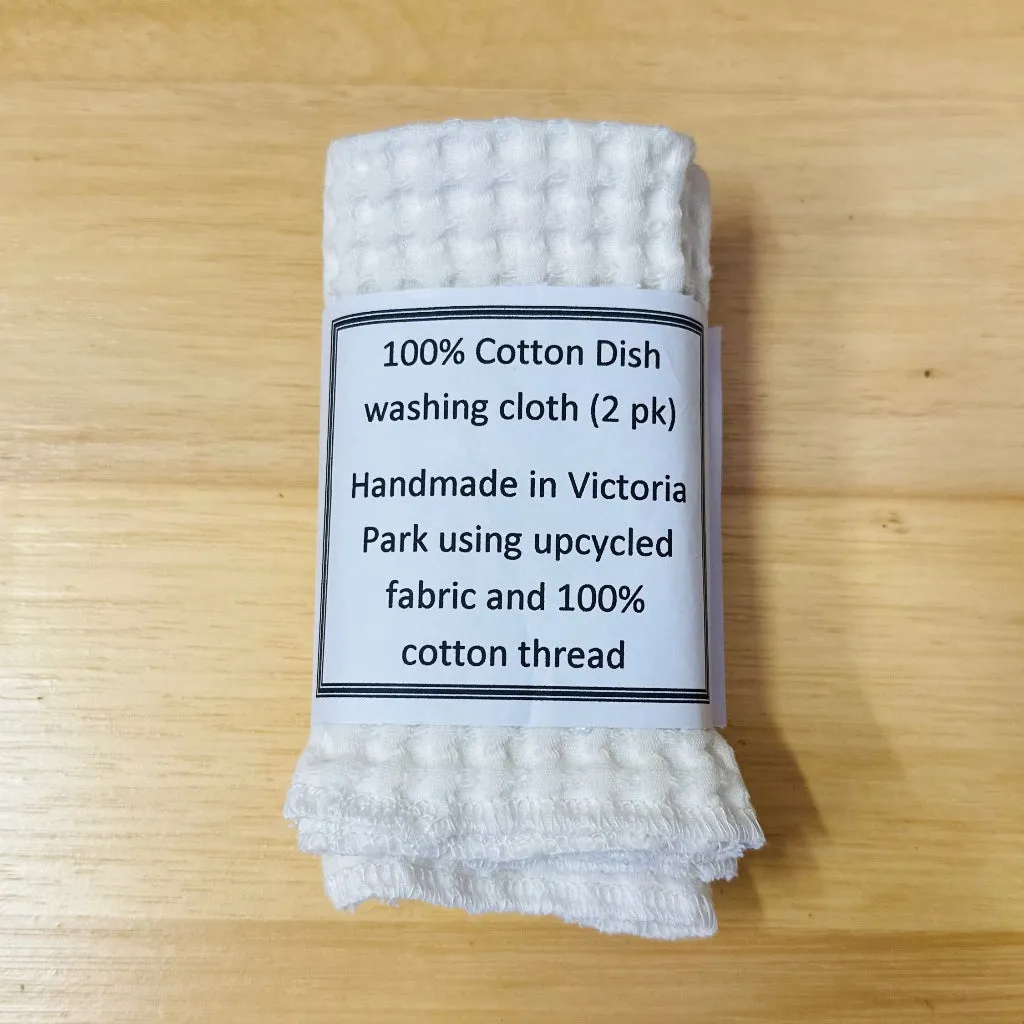 100% Cotton Dish
washing cloth (2 pk)
Handmade in Victoria
Park using upcycled
fabric and 100%
cotton thread